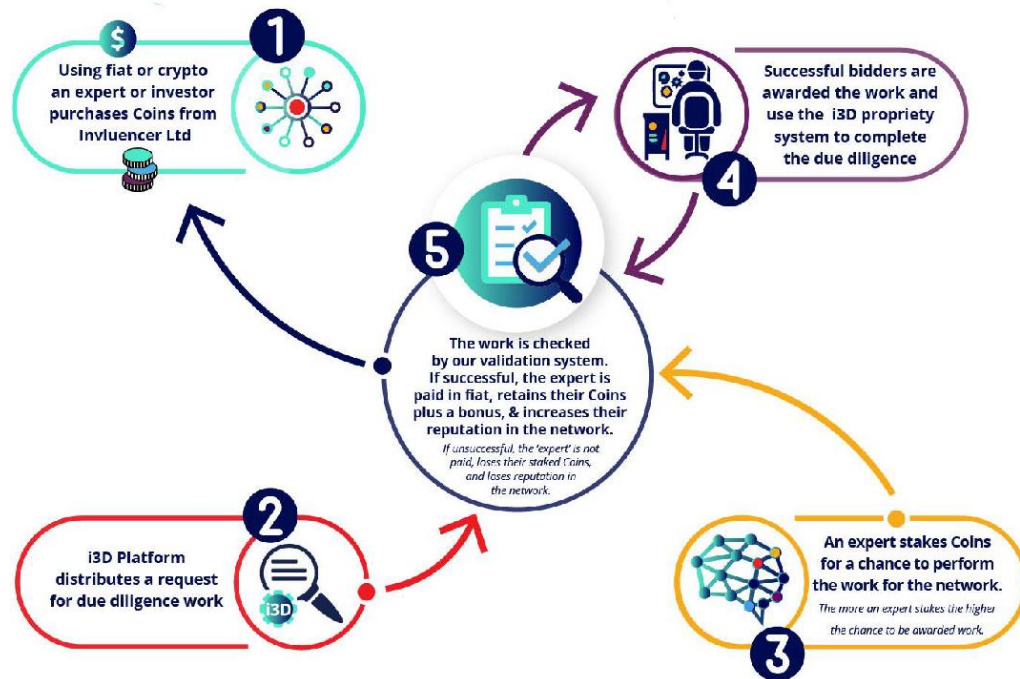 $
1
Using fiat or crypto
an expert or investor
purchases Coins from
Invluencer Ltd
2
i3D Platform
distributes a request
for due diligence work
i3D
3
An expert stakes Coins
for a chance to perform
the work for the network.
The more an expert stakes the higher
the chance to be awarded work.
4
Successful bidders are
awarded the work and
use the i3D propriety
system to complete
the due diligence
5
The work is checked
by our validation system.
If successful, the expert is
paid in fiat, retains their Coins
plus a bonus, & increases their
reputation in the network.
If unsuccessful, the 'expert' is not
paid, loses their staked Coins,
and loses reputation in
the network.